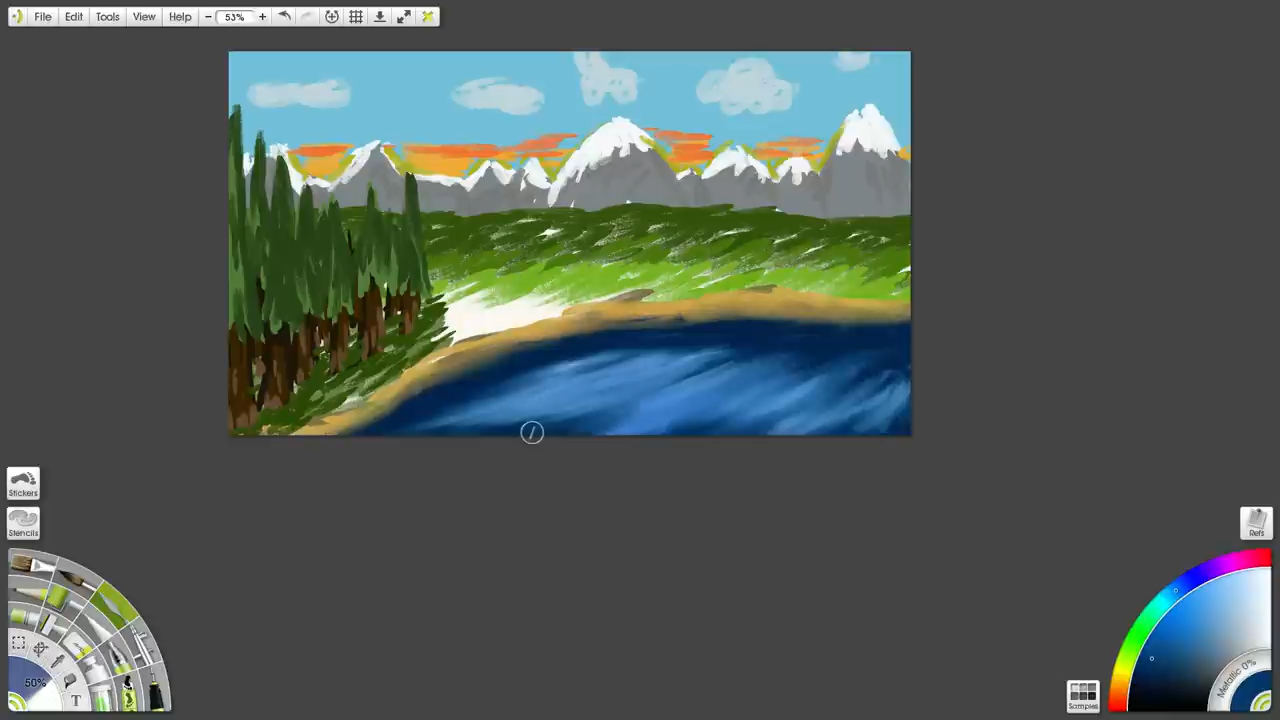 File Edit Tools View Help − 53% +
Stickers
Stencils
Refs
50%
T
Metallic 0%
Samples